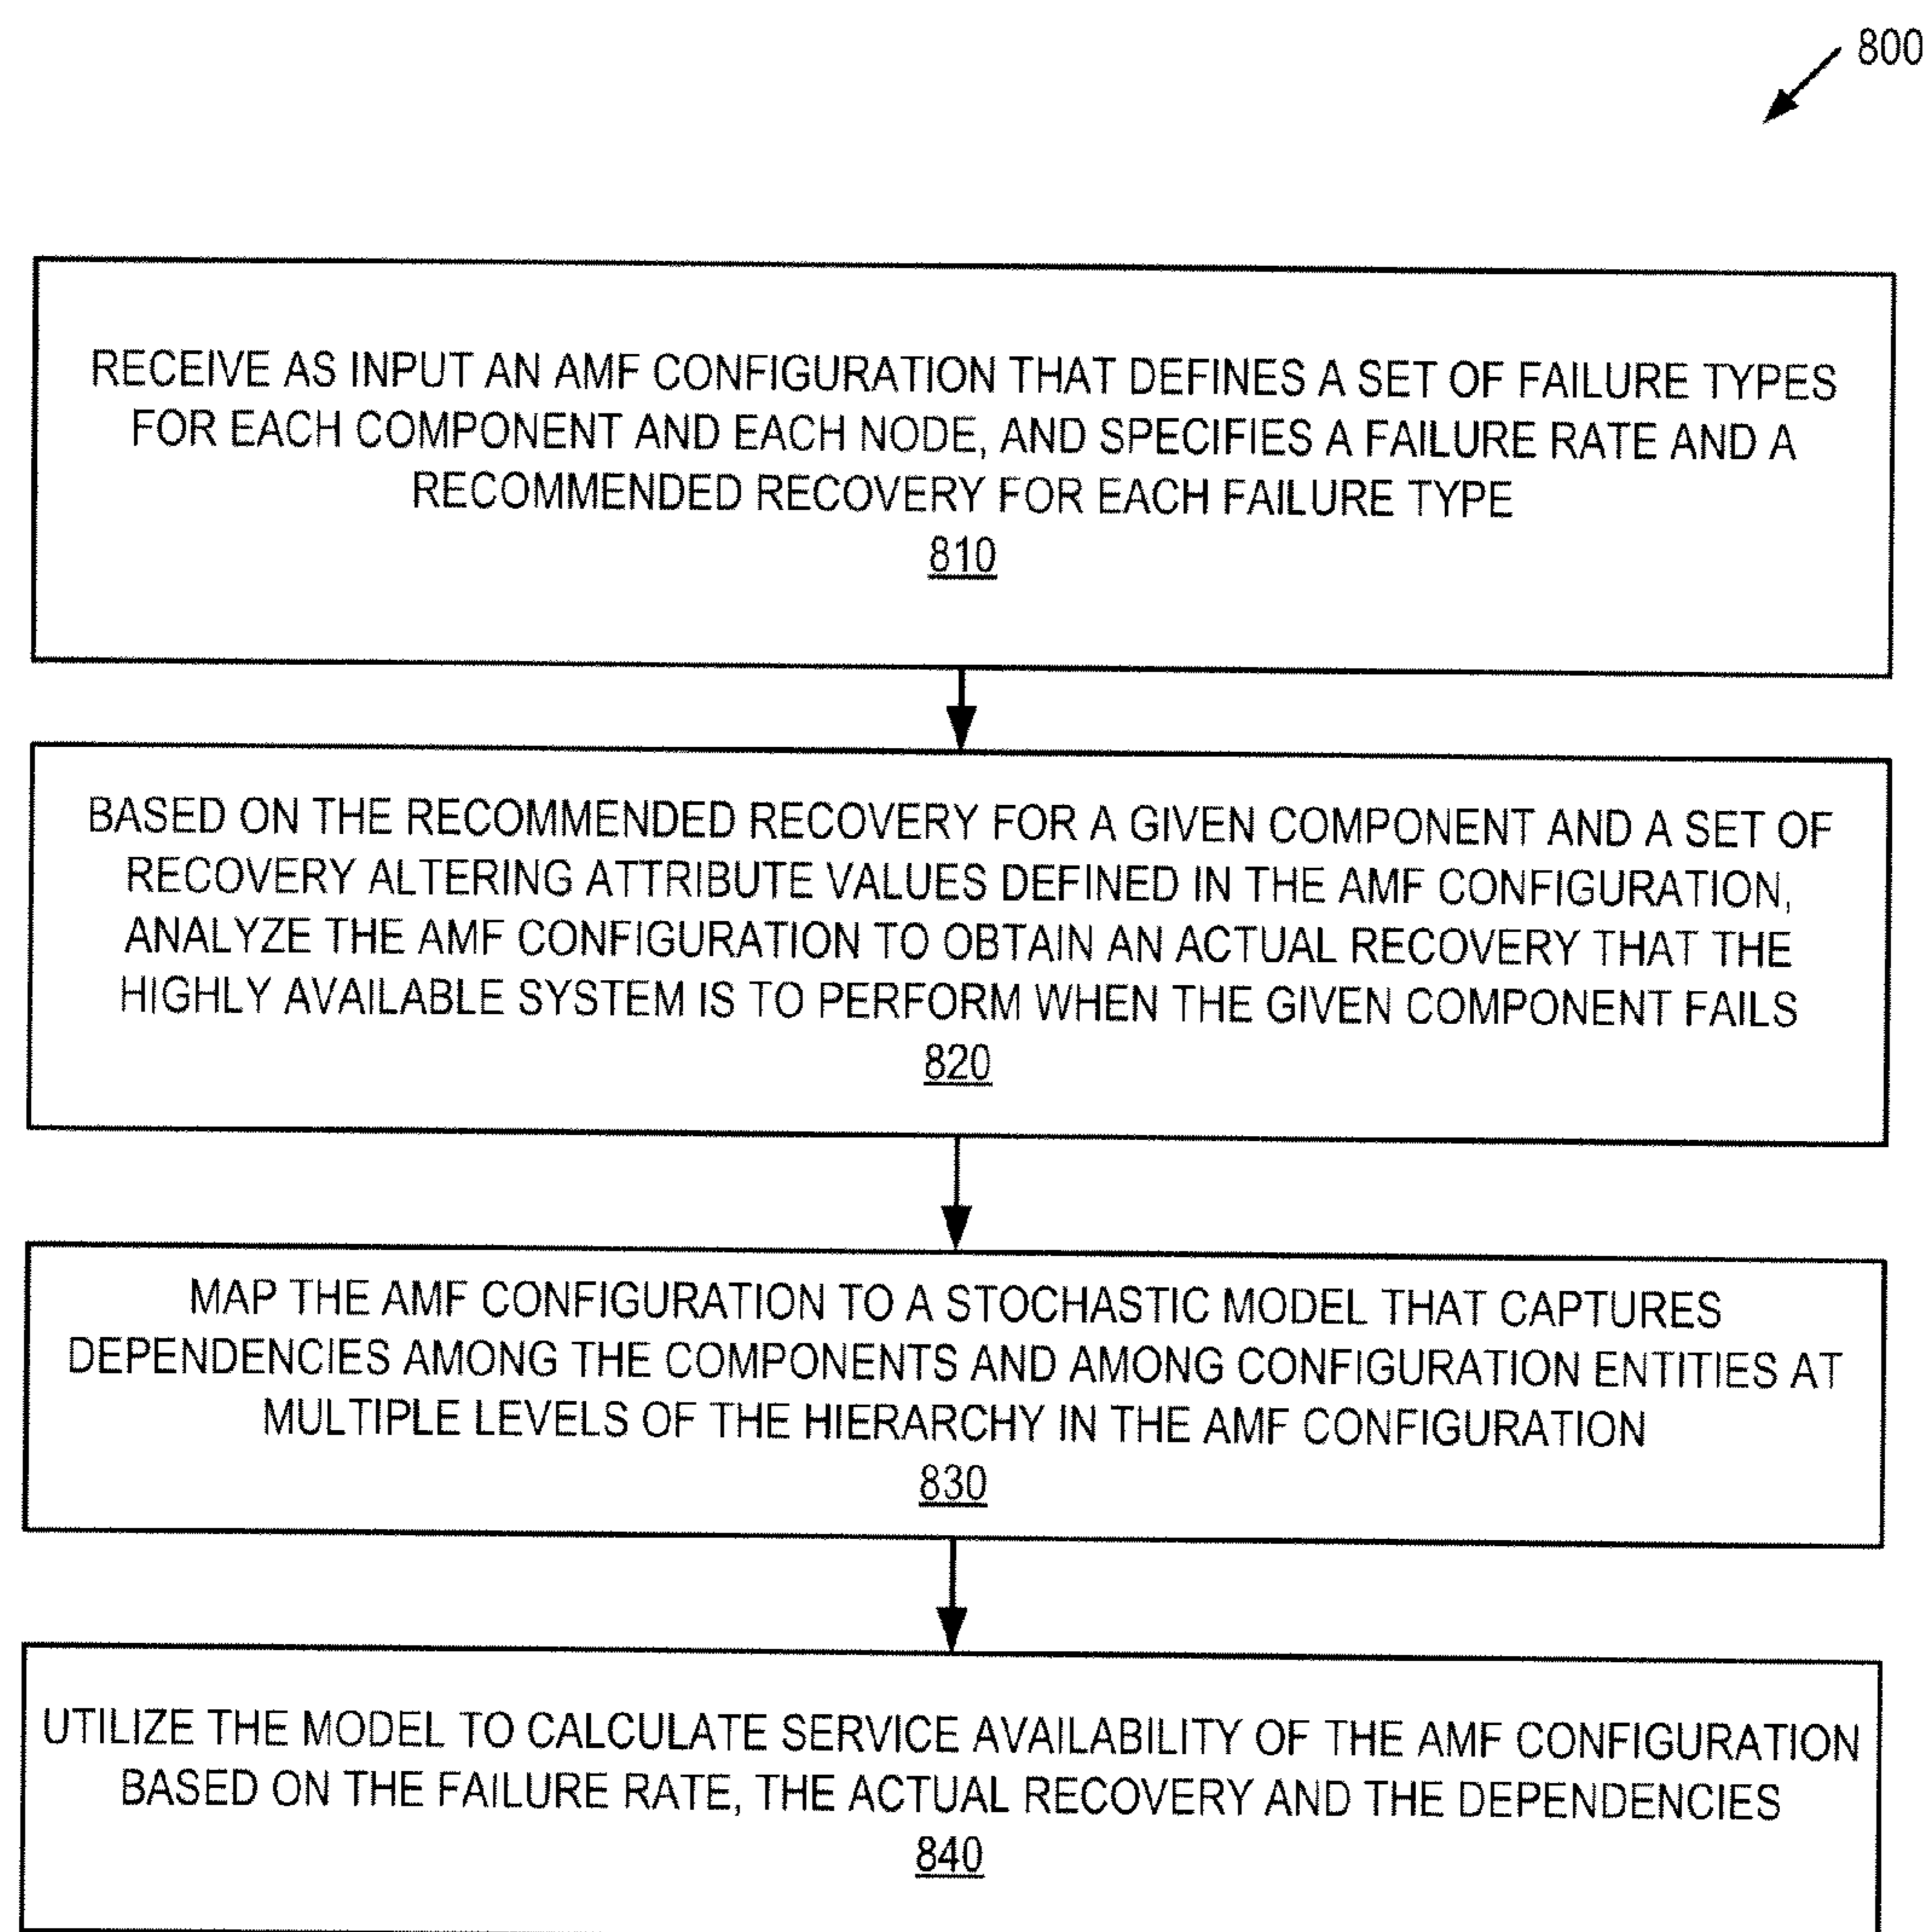 800
RECEIVE AS INPUT AN AMF CONFIGURATION THAT DEFINES A SET OF FAILURE TYPES
FOR EACH COMPONENT AND EACH NODE, AND SPECIFIES A FAILURE RATE AND A
RECOMMENDED RECOVERY FOR EACH FAILURE TYPE
810
BASED ON THE RECOMMENDED RECOVERY FOR A GIVEN COMPONENT AND A SET OF
RECOVERY ALTERING ATTRIBUTE VALUES DEFINED IN THE AMF CONFIGURATION,
ANALYZE THE AMF CONFIGURATION TO OBTAIN AN ACTUAL RECOVERY THAT THE
HIGHLY AVAILABLE SYSTEM IS TO PERFORM WHEN THE GIVEN COMPONENT FAILS
820
MAP THE AMF CONFIGURATION TO A STOCHASTIC MODEL THAT CAPTURES
DEPENDENCIES AMONG THE COMPONENTS AND AMONG CONFIGURATION ENTITIES AT
MULTIPLE LEVELS OF THE HIERARCHY IN THE AMF CONFIGURATION
830
UTILIZE THE MODEL TO CALCULATE SERVICE AVAILABILITY OF THE AMF CONFIGURATION
BASED ON THE FAILURE RATE, THE ACTUAL RECOVERY AND THE DEPENDENCIES
840